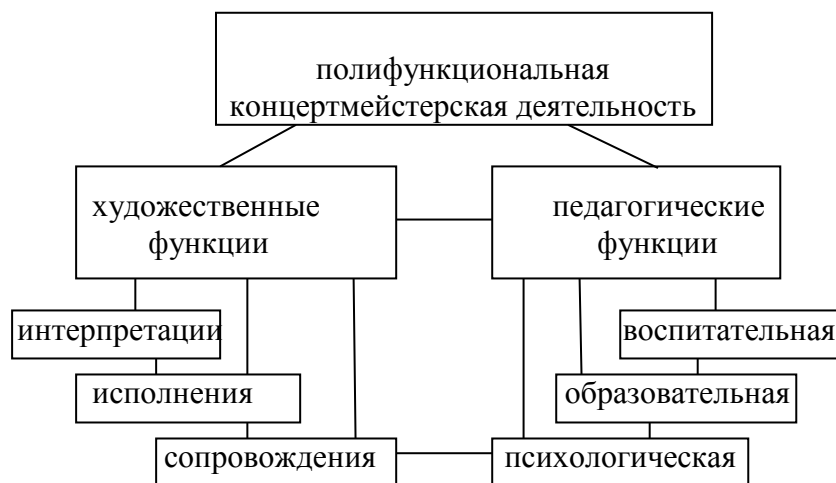 полифункциональная
концертмейстерская деятельность
художественные
функции
педагогические
функции
интерпретации
воспитательная
исполнения
образовательная
сопровождения
психологическая